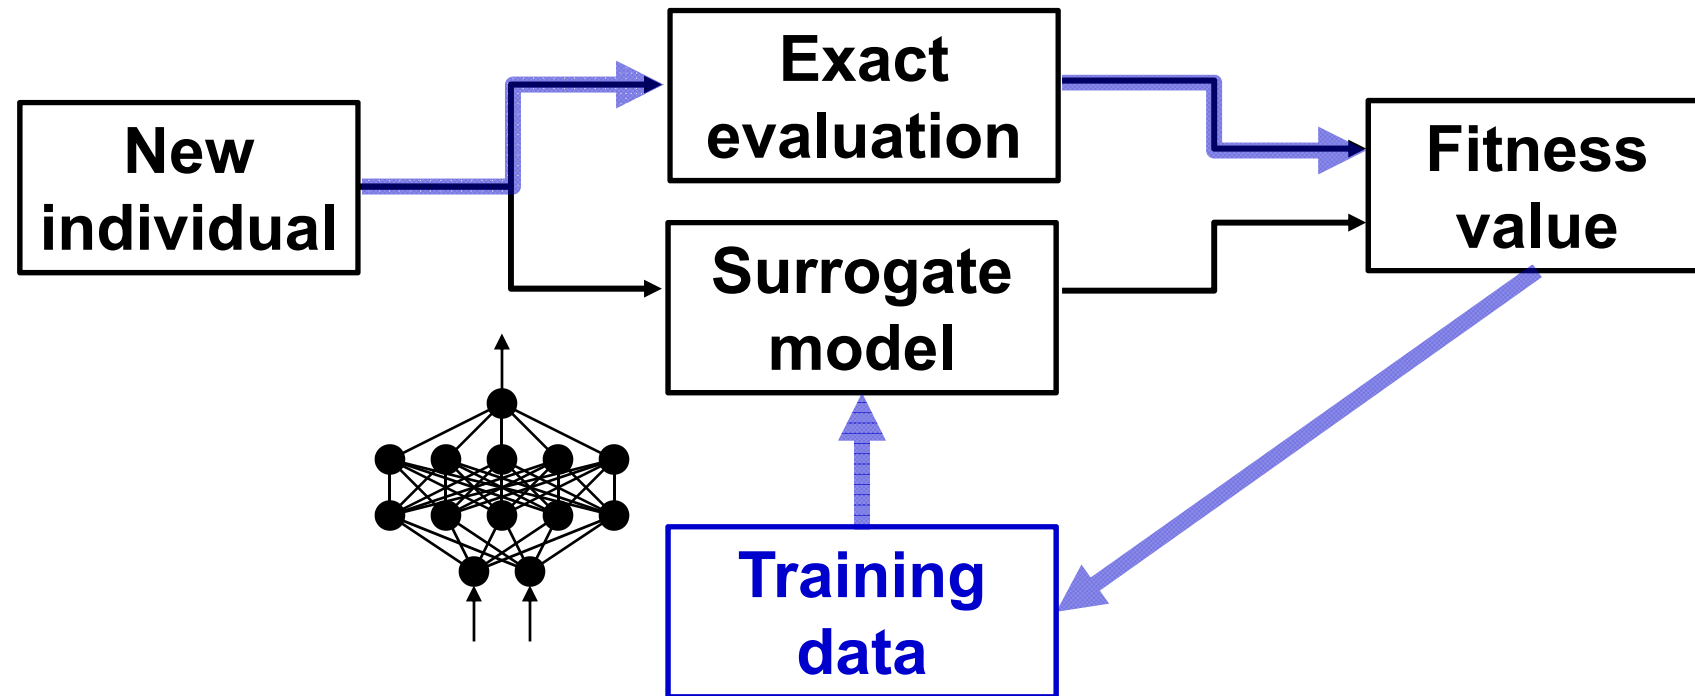 New
individual
Exact
evaluation
Surrogate
model
Fitness
value
Training
data